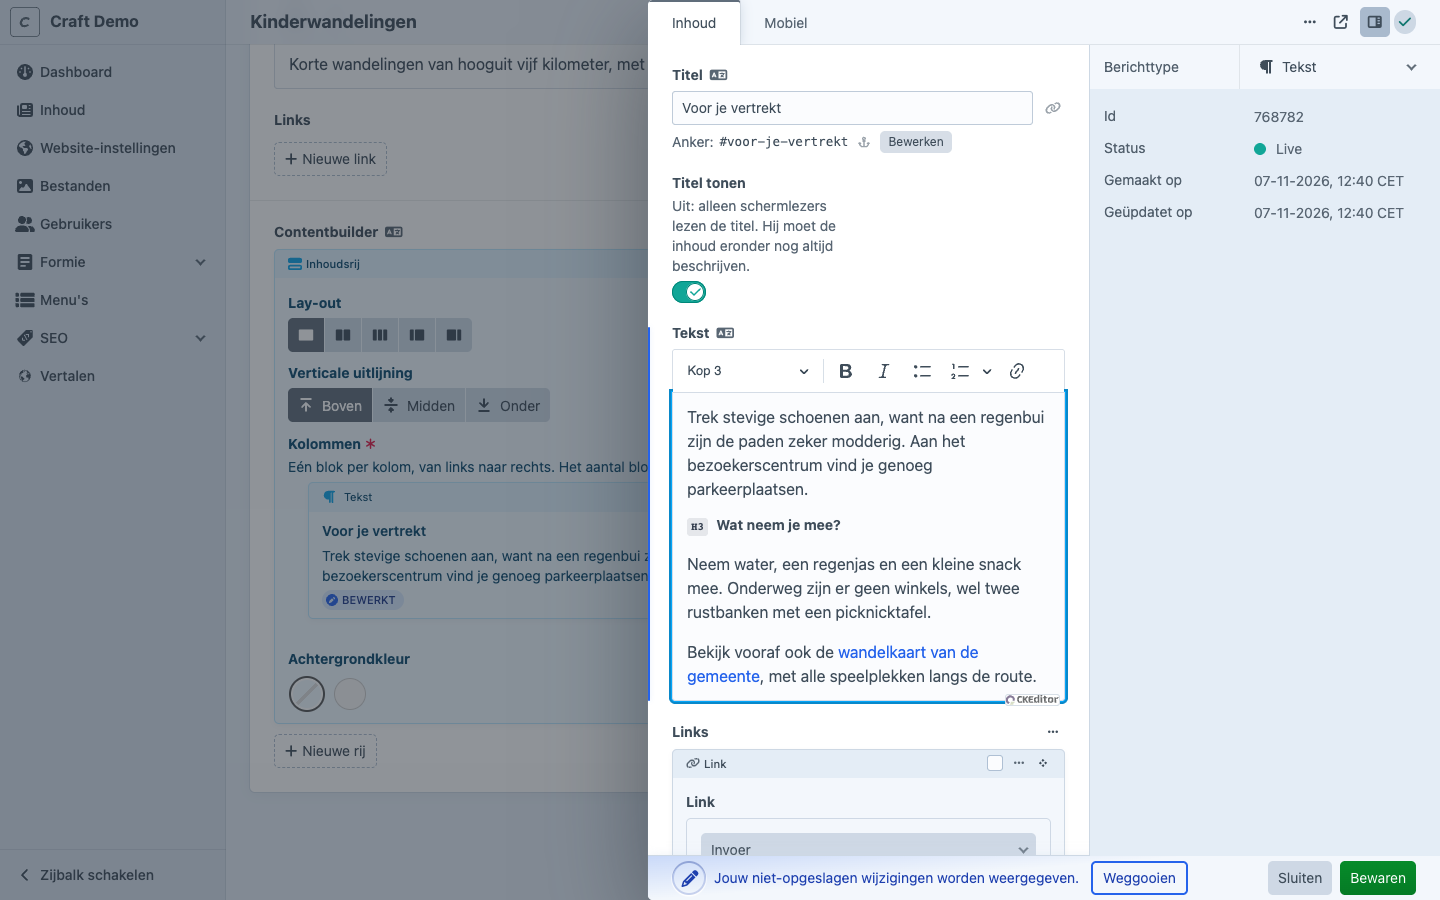 Craft Demo
Dashboard
Inhoud
Website-instellingen
Bestanden
Gebruikers
Formie
Menu's
SEO
Vertalen
Zijbalk schakelen
Kinderwandelingen
Korte wandelingen van hooguit vijf kilometer, met
Links
Nieuwe link
Contentbuilder
Inhoudsrij
Lay-out
Verticale uitlijning
Boven
Midden
Onder
Kolommen *
Eén blok per kolom, van links naar rechts. Het aantal blo
Tekst
Voor je vertrekt
Trek stevige schoenen aan, want na een regenbui z
bezoekerscentrum vind je genoeg parkeerplaatsen
BEWERKT
Achtergrondkleur
Nieuwe rij
Inhoud
Mobiel
Titel
Voor je vertrekt
Anker: #voor-je-vertrekt
Bewerken
Titel tonen
Uit: alleen schermlezers
lezen de titel. Hij moet de
inhoud eronder nog altijd
beschrijven.
Tekst
Kop 3
B I
Trek stevige schoenen aan, want na een regenbui
zijn de paden zeker modderig. Aan het
bezoekerscentrum vind je genoeg
parkeerplaatsen.
H3 Wat neem je mee?
Neem water, een regenjas en een kleine snack
mee. Onderweg zijn er geen winkels, wel twee
rustbanken met een picknicktafel.
Bekijk vooraf ook de wandelkaart van de
gemeente, met alle speelplekken langs de route.
CKEditor
Links
Link
Link
Invoer
Jouw niet-opgeslagen wijzigingen worden weergegeven.
Weggooien
Sluiten
Bewaren
Berichttype
Tekst
Id
768782
Status
Live
Gemaakt op
07-11-2026, 12:40 CET
Geüpdatet op
07-11-2026, 12:40 CET